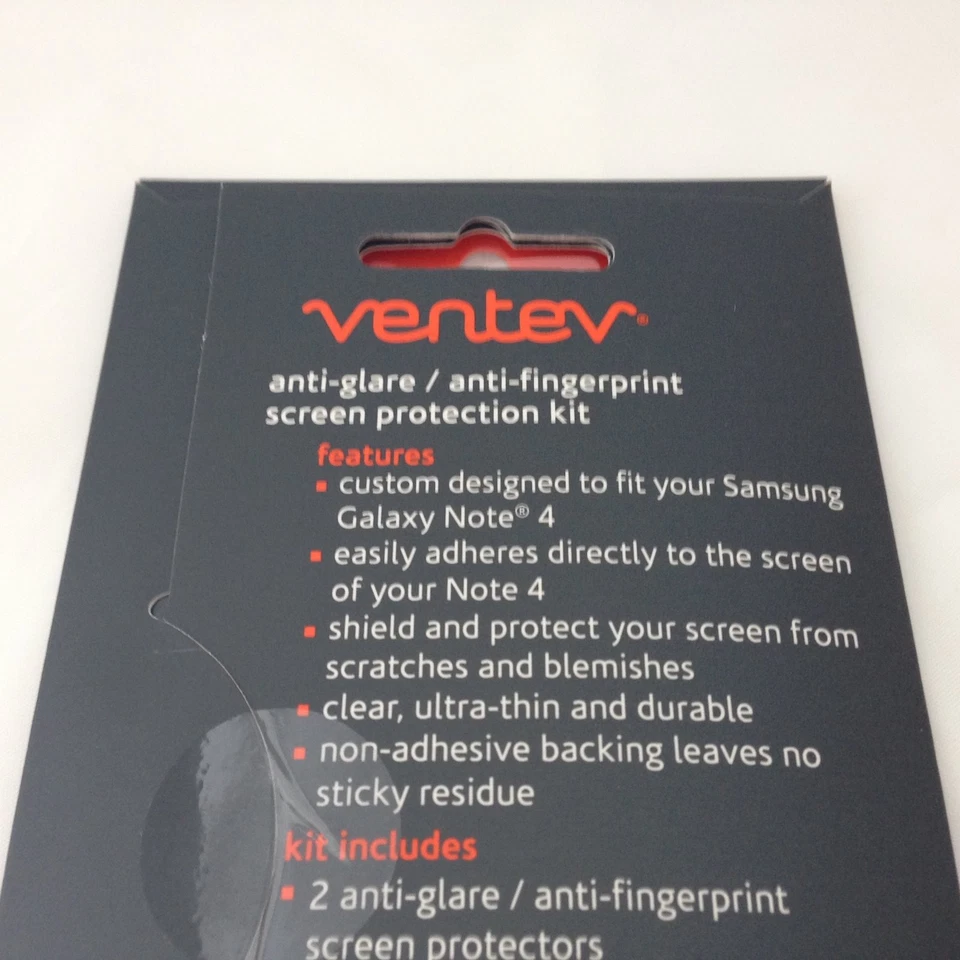 ventev®
anti-glare / anti-fingerprint
screen protection kit
features
▪ custom designed to fit your Samsung
Galaxy Note® 4
▪ easily adheres directly to the screen
of your Note 4
▪ shield and protect your screen from
scratches and blemishes
▪ clear, ultra-thin and durable
▪ non-adhesive backing leaves no
sticky residue
kit includes
▪ 2 anti-glare / anti-fingerprint
screen protectors